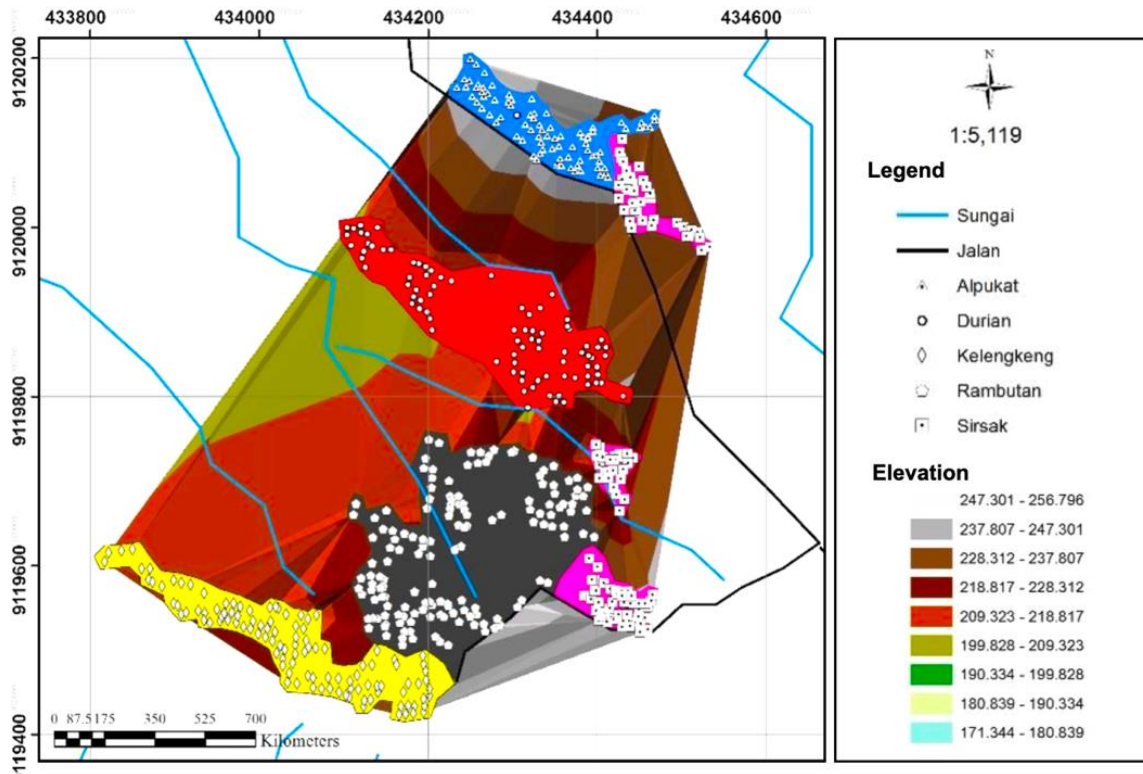 433800 434000 434200 434400 434600
9120200
9120000
9119800
9119600
9119400
0 87.5 175 350 525 700
Kilometers
N
1:5,119
Legend
Sungai
Jalan
Alpukat
Durian
Kelengkeng
Rambutan
Sirsak
Elevation
247.301 - 256.796
237.807 - 247.301
228.312 - 237.807
218.817 - 228.312
209.323 - 218.817
199.828 - 209.323
190.334 - 199.828
180.839 - 190.334
171.344 - 180.839